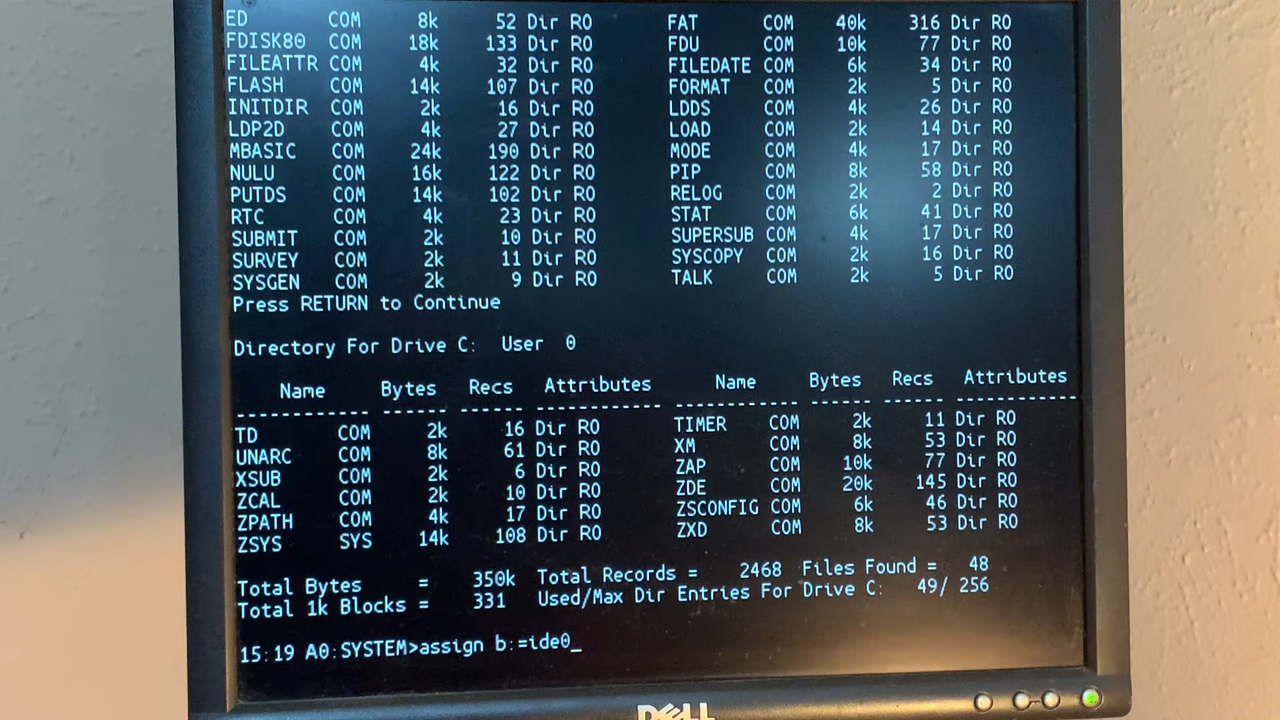 ED COM 8k 52 Dir RO FAT COM 40k 316 Dir RO
FDISK80 COM 18k 133 Dir RO FDU COM 10k 77 Dir RO
FILEATTR COM 4k 32 Dir RO FILEDATE COM 6k 34 Dir RO
FLASH COM 14k 107 Dir RO FORMAT COM 2k 5 Dir RO
INITDIR COM 2k 16 Dir RO LDDS COM 4k 26 Dir RO
LDP2D COM 4k 27 Dir RO LOAD COM 2k 14 Dir RO
MBASIC COM 24k 190 Dir RO MODE COM 4k 17 Dir RO
NULU COM 16k 122 Dir RO PIP COM 8k 58 Dir RO
PUTDS COM 14k 102 Dir RO RELOG COM 2k 2 Dir RO
RTC COM 4k 23 Dir RO STAT COM 6k 41 Dir RO
SUBMIT COM 2k 10 Dir RO SUPERSUB COM 4k 17 Dir RO
SURVEY COM 2k 11 Dir RO SYSCOPY COM 2k 16 Dir RO
SYSGEN COM 2k 9 Dir RO TALK COM 2k 5 Dir RO
Press RETURN to Continue
Directory For Drive C: User 0
Name Bytes Recs Attributes Name Bytes Recs Attributes
------------ ------ ------ ------------ ------------ ------ ------ ------------
TD COM 2k 16 Dir RO TIMER COM 2k 11 Dir RO
UNARC COM 8k 61 Dir RO XM COM 8k 53 Dir RO
XSUB COM 2k 6 Dir RO ZAP COM 10k 77 Dir RO
ZCAL COM 2k 10 Dir RO ZDE COM 20k 145 Dir RO
ZPATH COM 4k 17 Dir RO ZSCONFIG COM 6k 46 Dir RO
ZSYS SYS 14k 108 Dir RO ZXD COM 8k 53 Dir RO
Total Bytes = 350k Total Records = 2468 Files Found = 48
Total 1k Blocks = 331 Used/Max Dir Entries For Drive C: 49/ 256
15:19 A0:SYSTEM>assign b:=ide0_
DELL